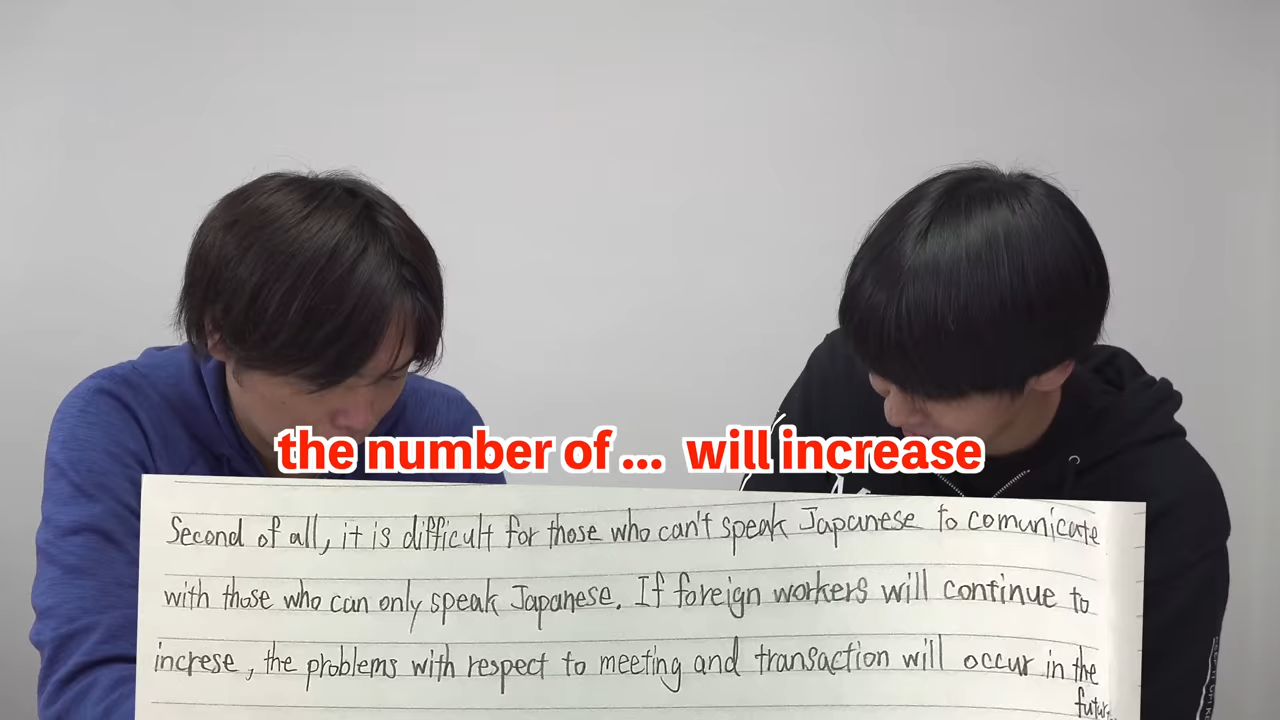 the number of ... will increase
Second of all, it is difficult for those who can't speak Japanese to comunicate
with those who can only speak Japanese. If foreign workers will continue to
increse, the problems with respect to meeting and transaction will occur in the